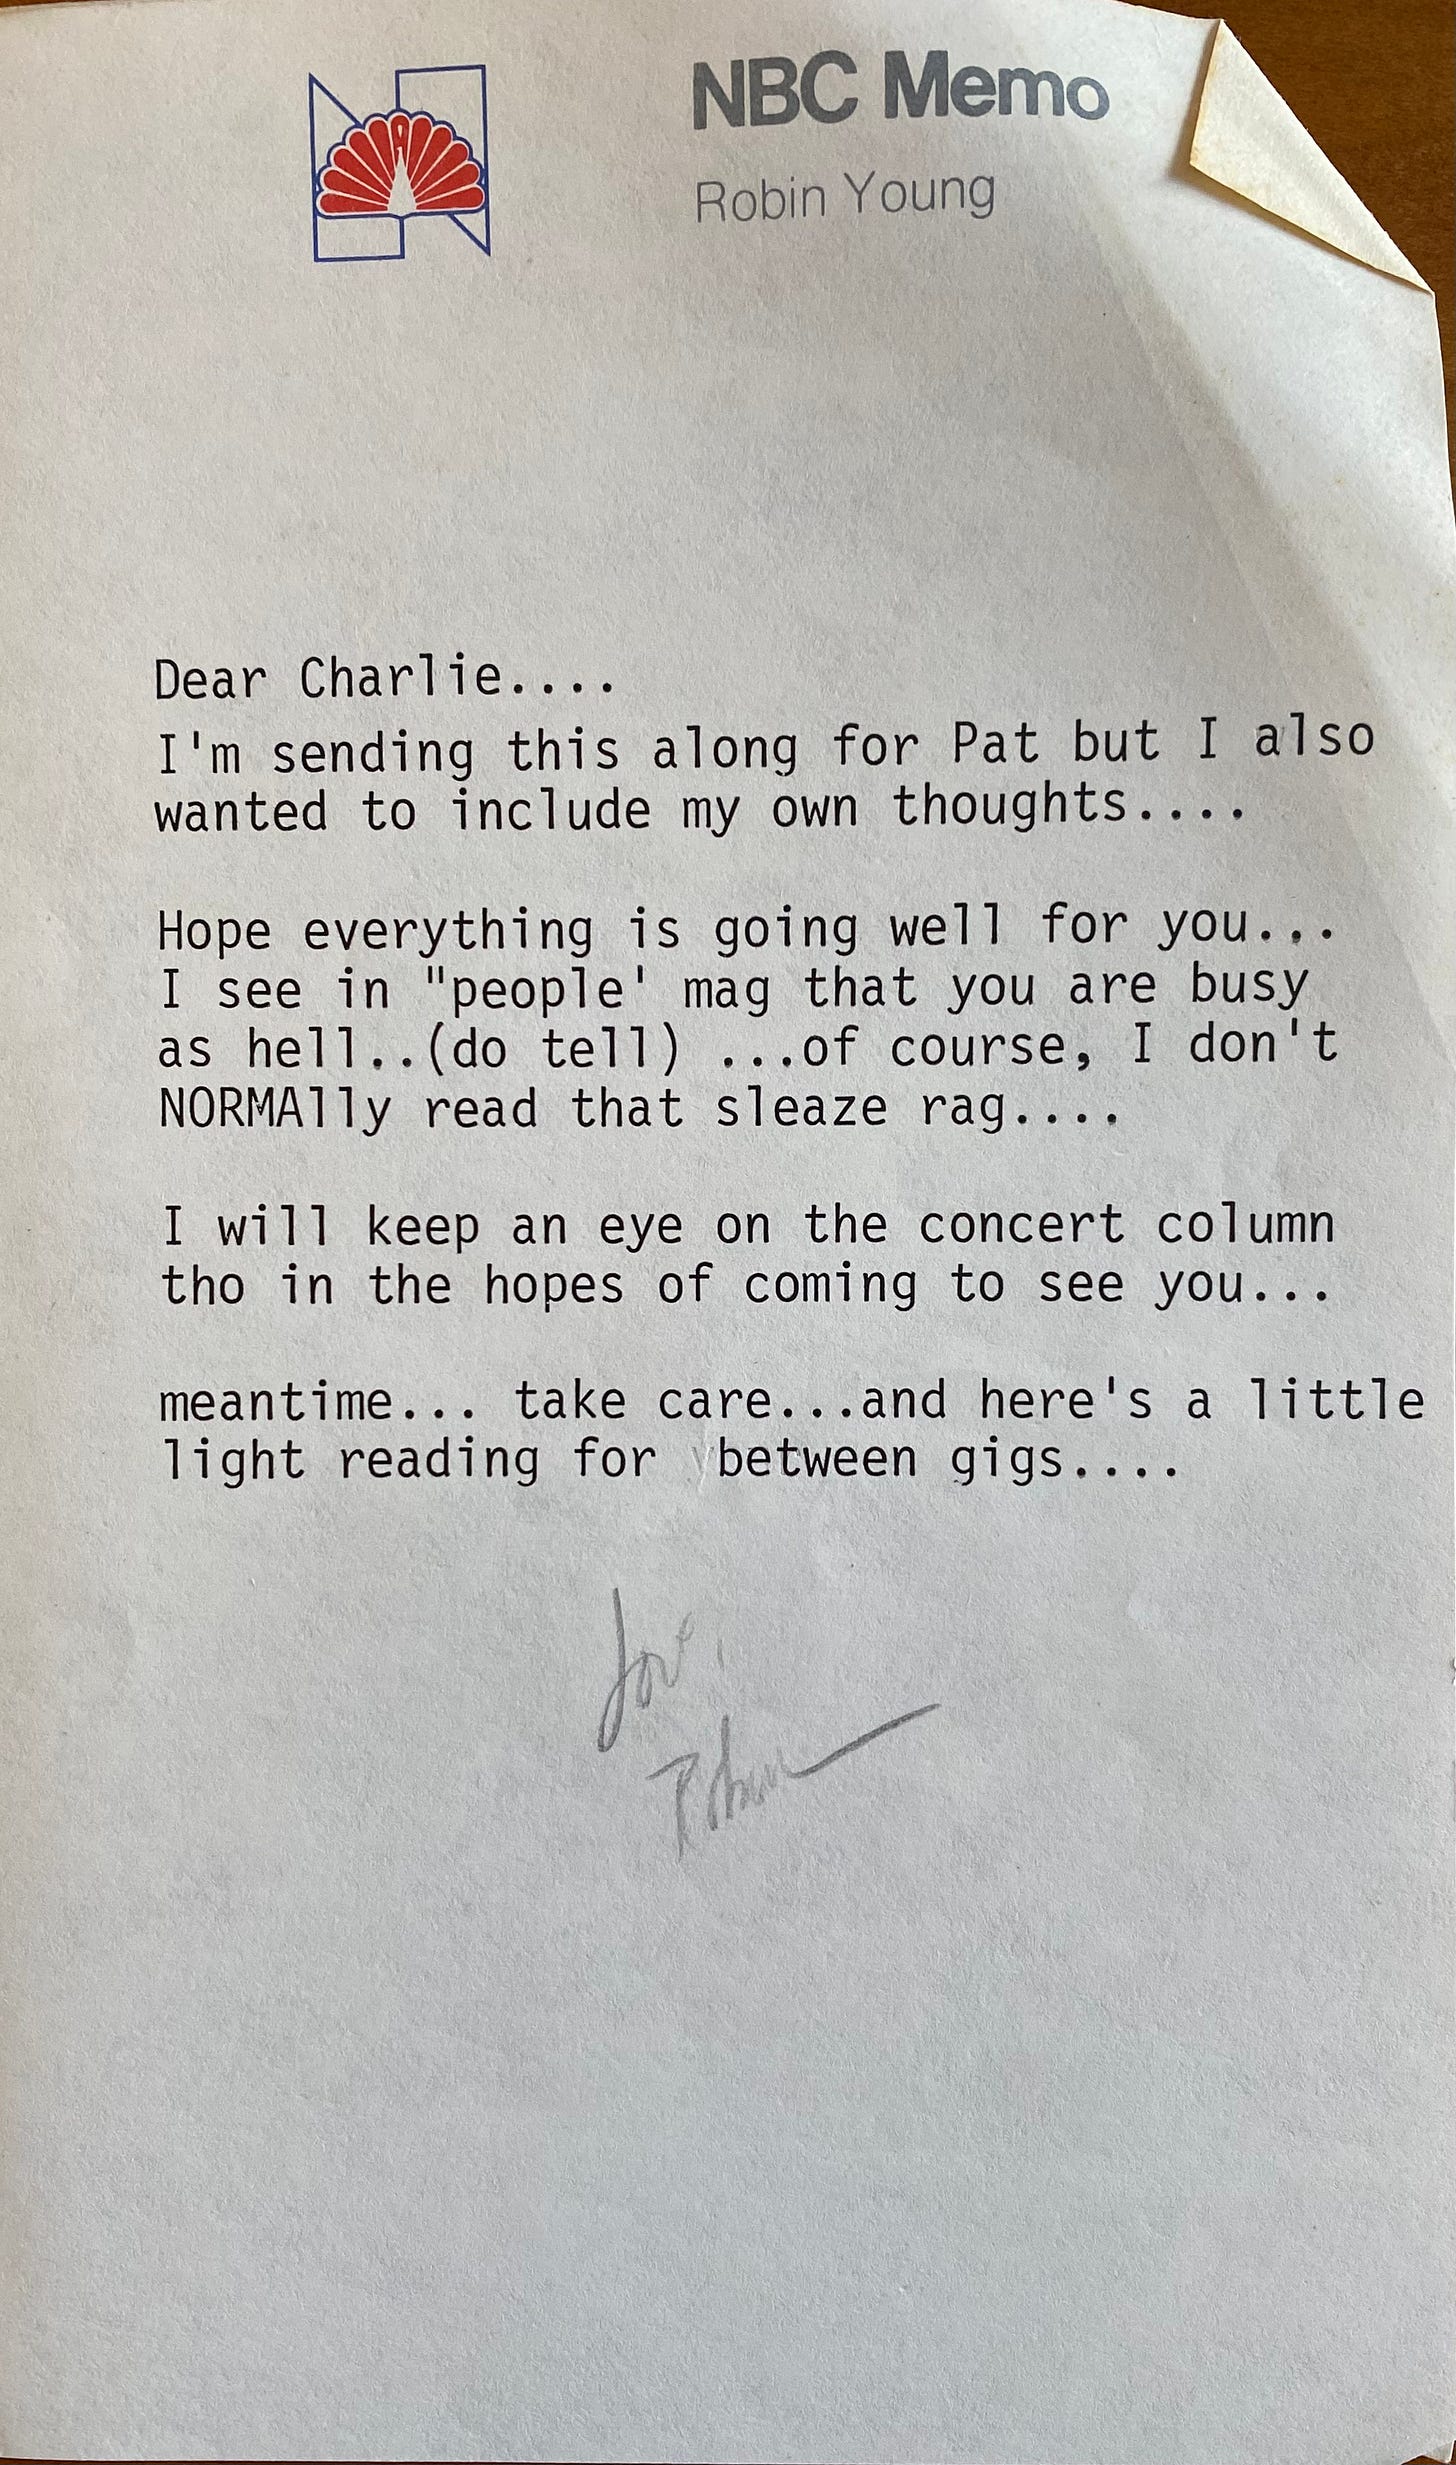 NBC Memo
Robin Young
Dear Charlie....
I'm sending this along for Pat but I also
wanted to include my own thoughts....
Hope everything is going well for you...
I see in "people' mag that you are busy
as hell..(do tell) ...of course, I don't
NORMAlly read that sleaze rag....
I will keep an eye on the concert column
tho in the hopes of coming to see you...
meantime... take care...and here's a little
light reading for between gigs....
Love,
Robin